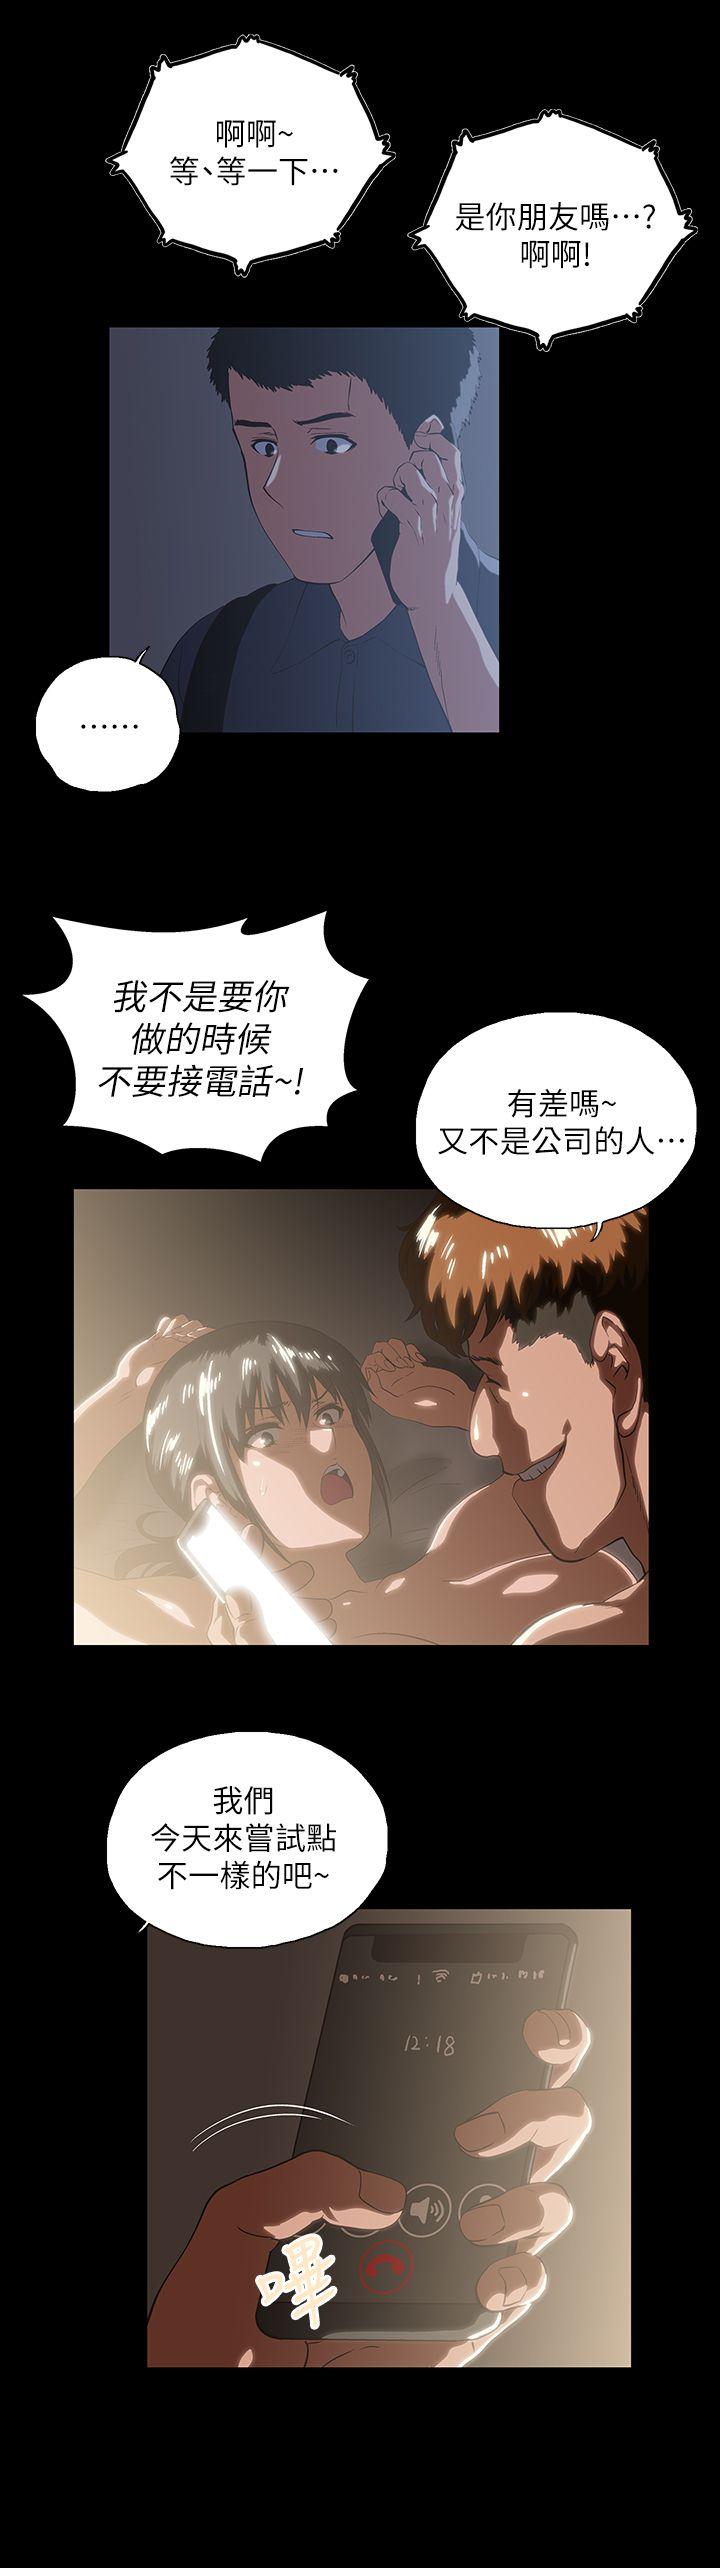 啊啊~
等、等一下⋯
是你朋友嗎⋯?
啊啊!
⋯⋯
我不是要你
做的時候
不要接電話~!
有差嗎~
又不是公司的人⋯
我們
今天來嘗試點
不一樣的吧~
12:18
嗶